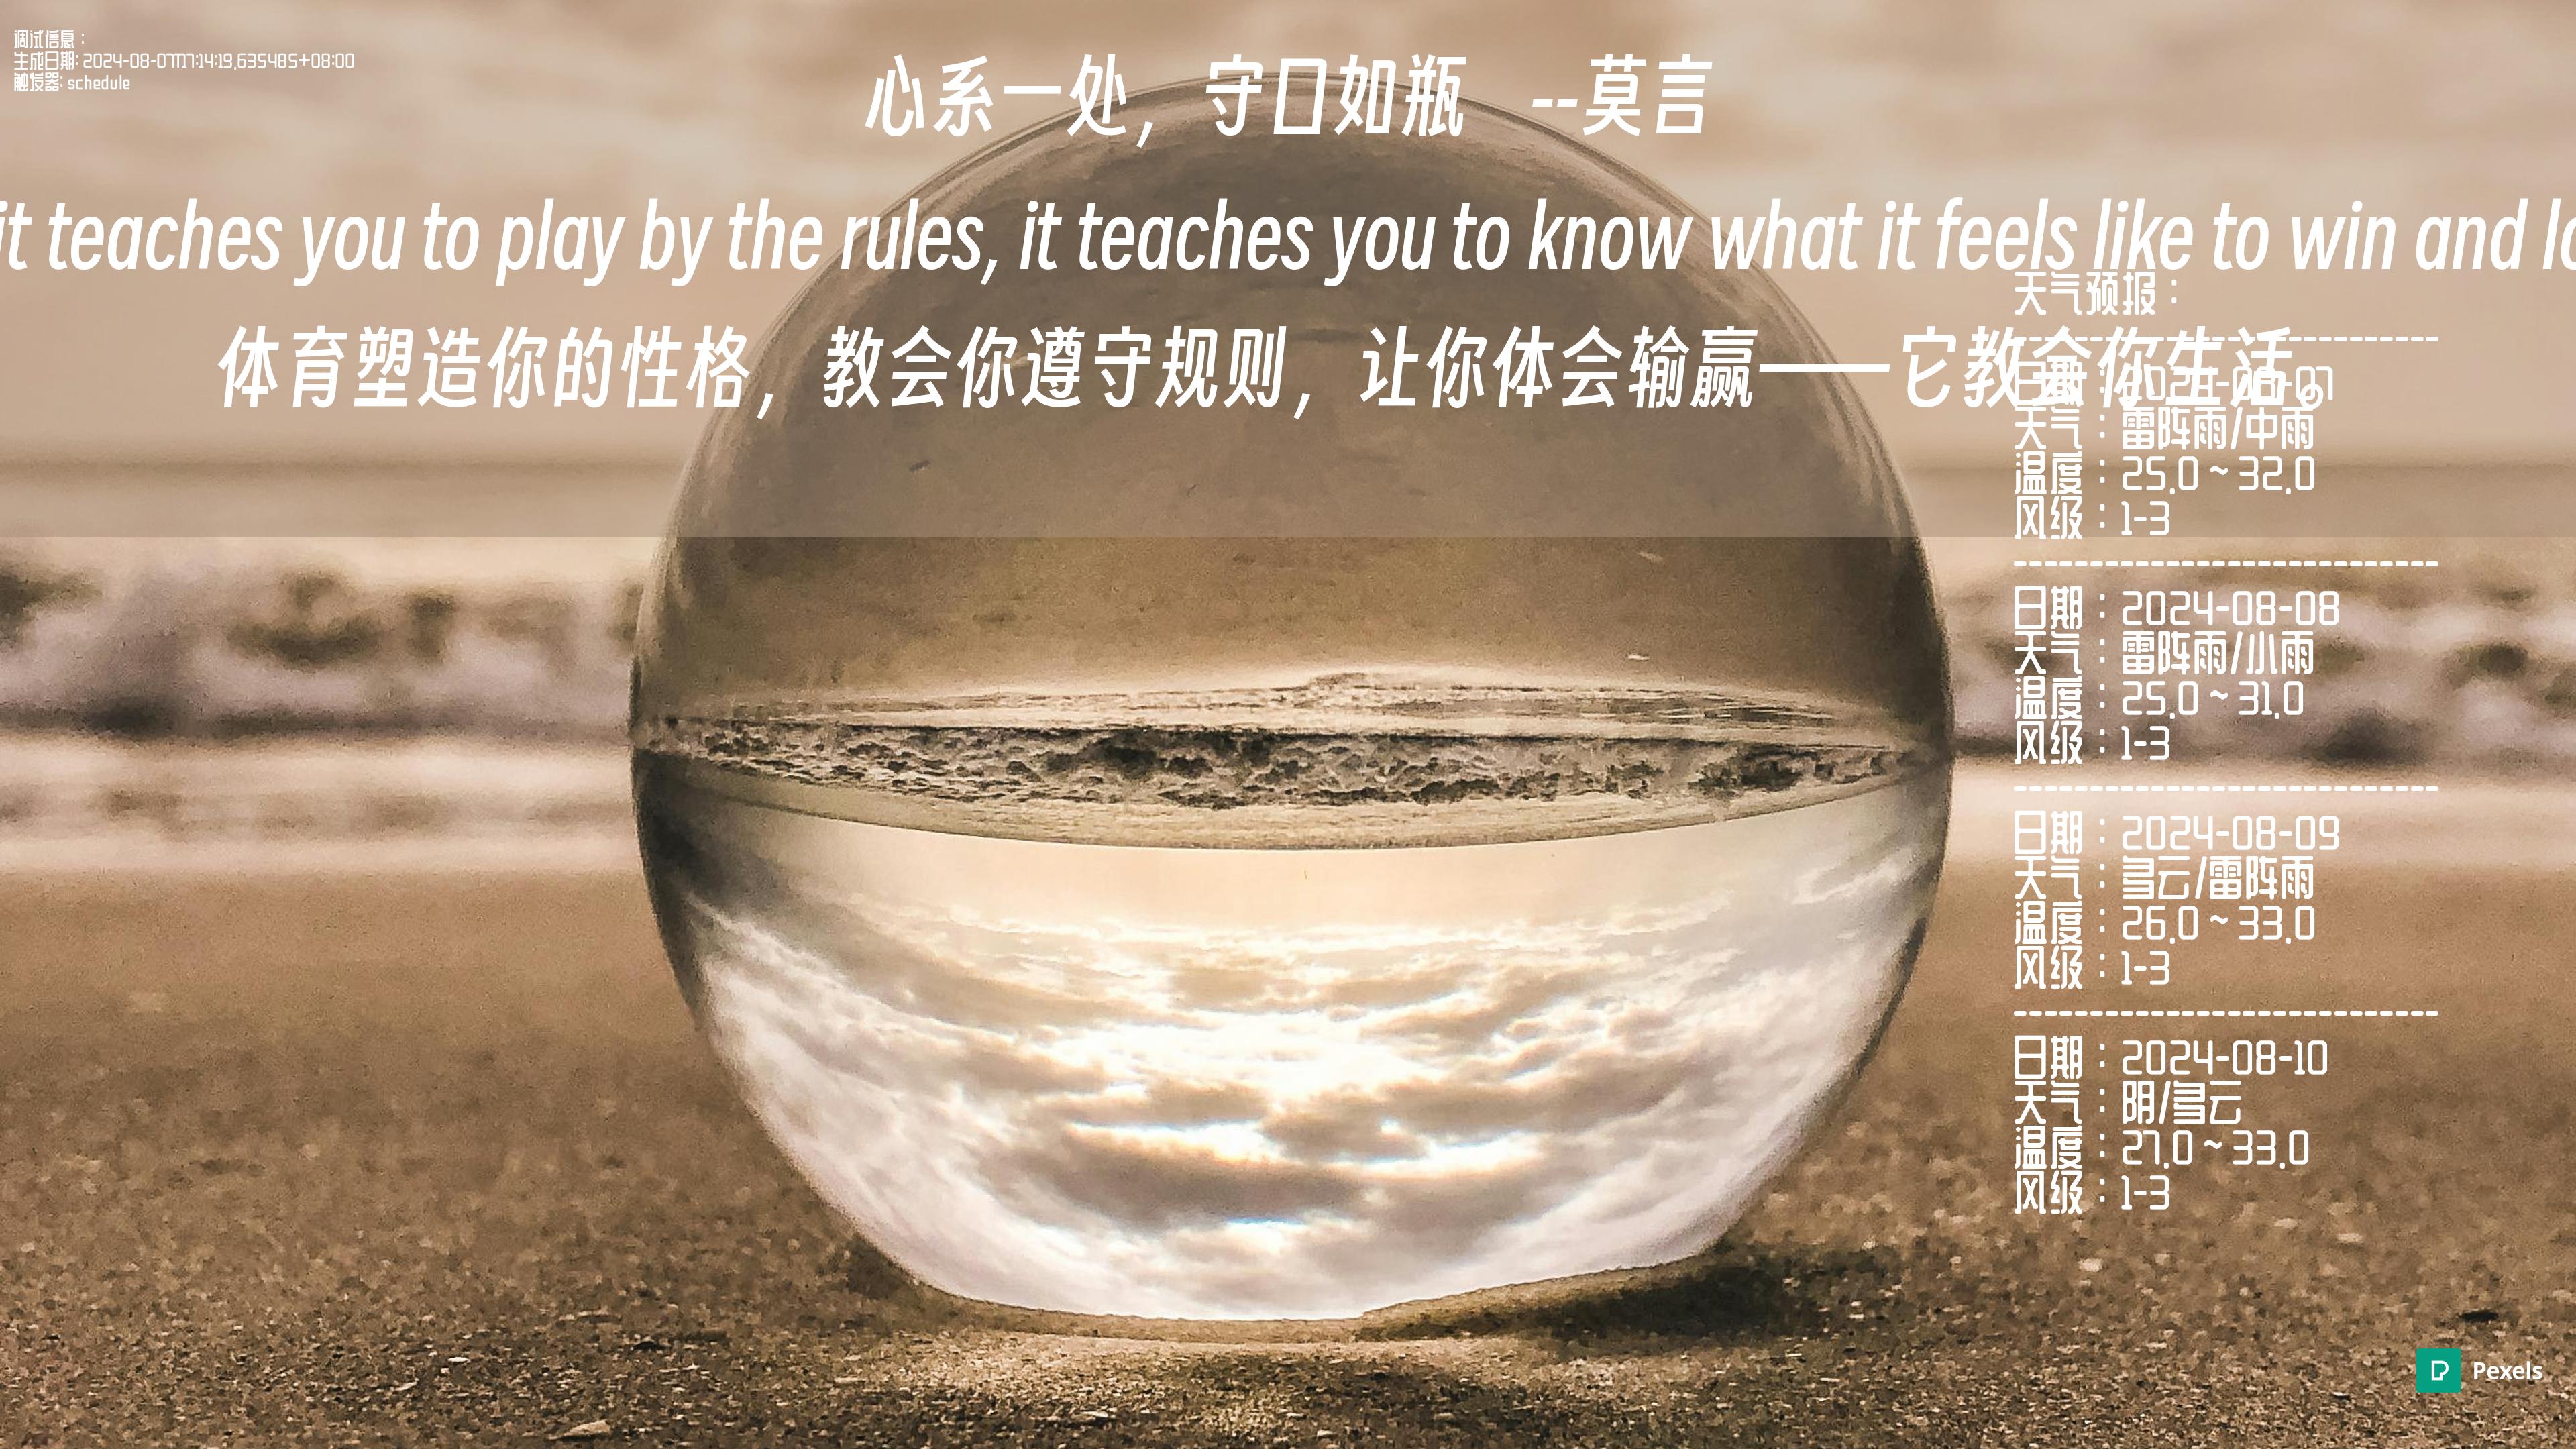 调试信息：
生成日期: 2024-08-07T17:14:19.635485+08:00
触发器: schedule
心系一处，守口如瓶 --莫言
it teaches you to play by the rules, it teaches you to know what it feels like to win and
体育塑造你的性格，教会你遵守规则，让你体会输赢——它教会你生活。
天气预报：
----------------------------
日期：2024-08-07
天气：雷阵雨/中雨
温度：25.0 ~ 32.0
风级：1-3
----------------------------
日期：2024-08-08
天气：雷阵雨/小雨
温度：25.0 ~ 31.0
风级：1-3
----------------------------
日期：2024-08-09
天气：多云/雷阵雨
温度：26.0 ~ 33.0
风级：1-3
----------------------------
日期：2024-08-10
天气：阴/多云
温度：27.0 ~ 33.0
风级：1-3
Pexels